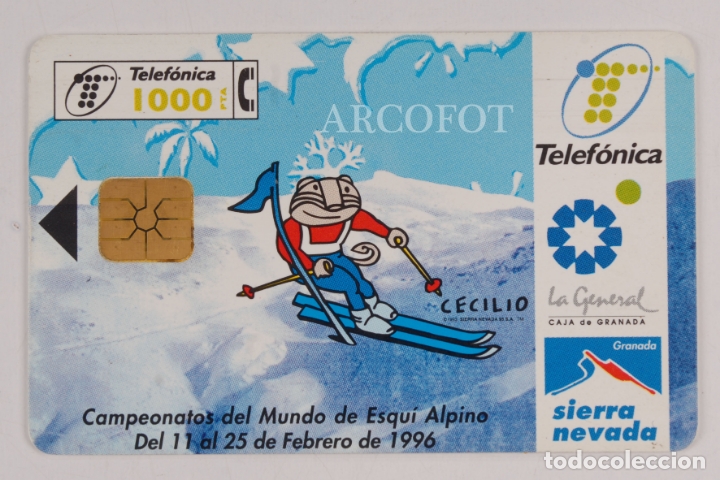 Telefónica
1000 PTA
ARCOFOT
Telefónica
CECILIO
La General
CAJA de GRANADA
Granada
sierra
nevada
Campeonatos del Mundo de Esquí Alpino
Del 11 al 25 de Febrero de 1996
todocoleccion